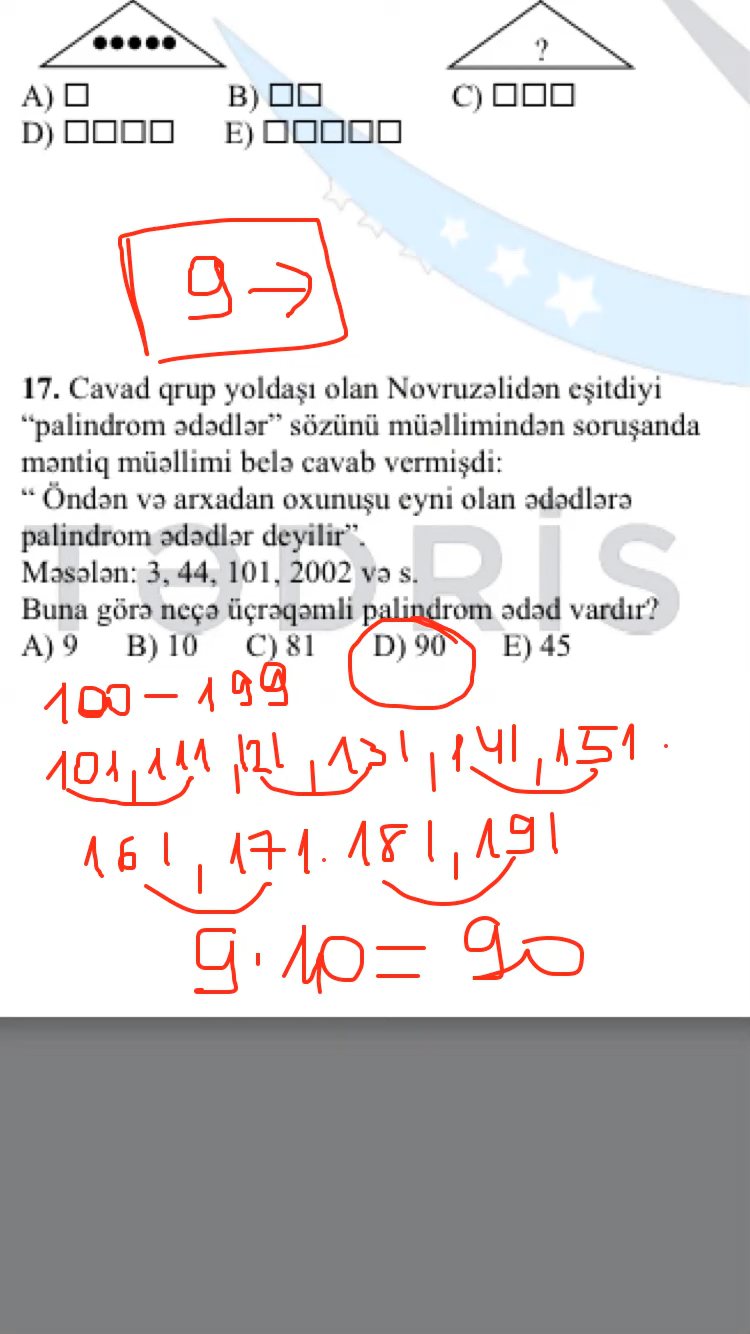 ?
A) □ B) □□ C) □□□
D) □□□□ E) □□□□□
9 →
17. Cavad qrup yoldaşı olan Novruzəlidən eşitdiyi
“palindrom ədədlər” sözünü müəllimindən soruşanda
məntiq müəllimi belə cavab vermişdi:
“ Öndən və arxadan oxunuşu eyni olan ədədlərə
palindrom ədədlər deyilir”.
TƏDRİS
Məsələn: 3, 44, 101, 2002 və s.
Buna görə neçə üçrəqəmli palindrom ədəd vardır?
A) 9 B) 10 C) 81 D) 90 E) 45
100 – 199
101, 111, 121, 131, 141, 151.
161, 171. 181, 191
9 · 10 = 90